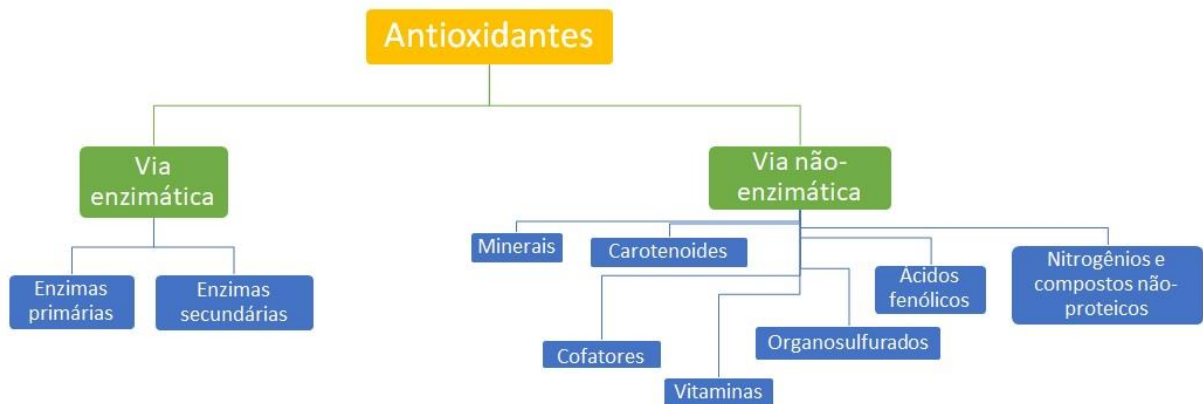 Antioxidantes
Via
enzimática
Via não-
enzimática
Enzimas
primárias
Enzimas
secundárias
Minerais
Carotenoides
Cofatores
Vitaminas
Organosulfurados
Ácidos
fenólicos
Nitrogênios e
compostos não-
proteicos